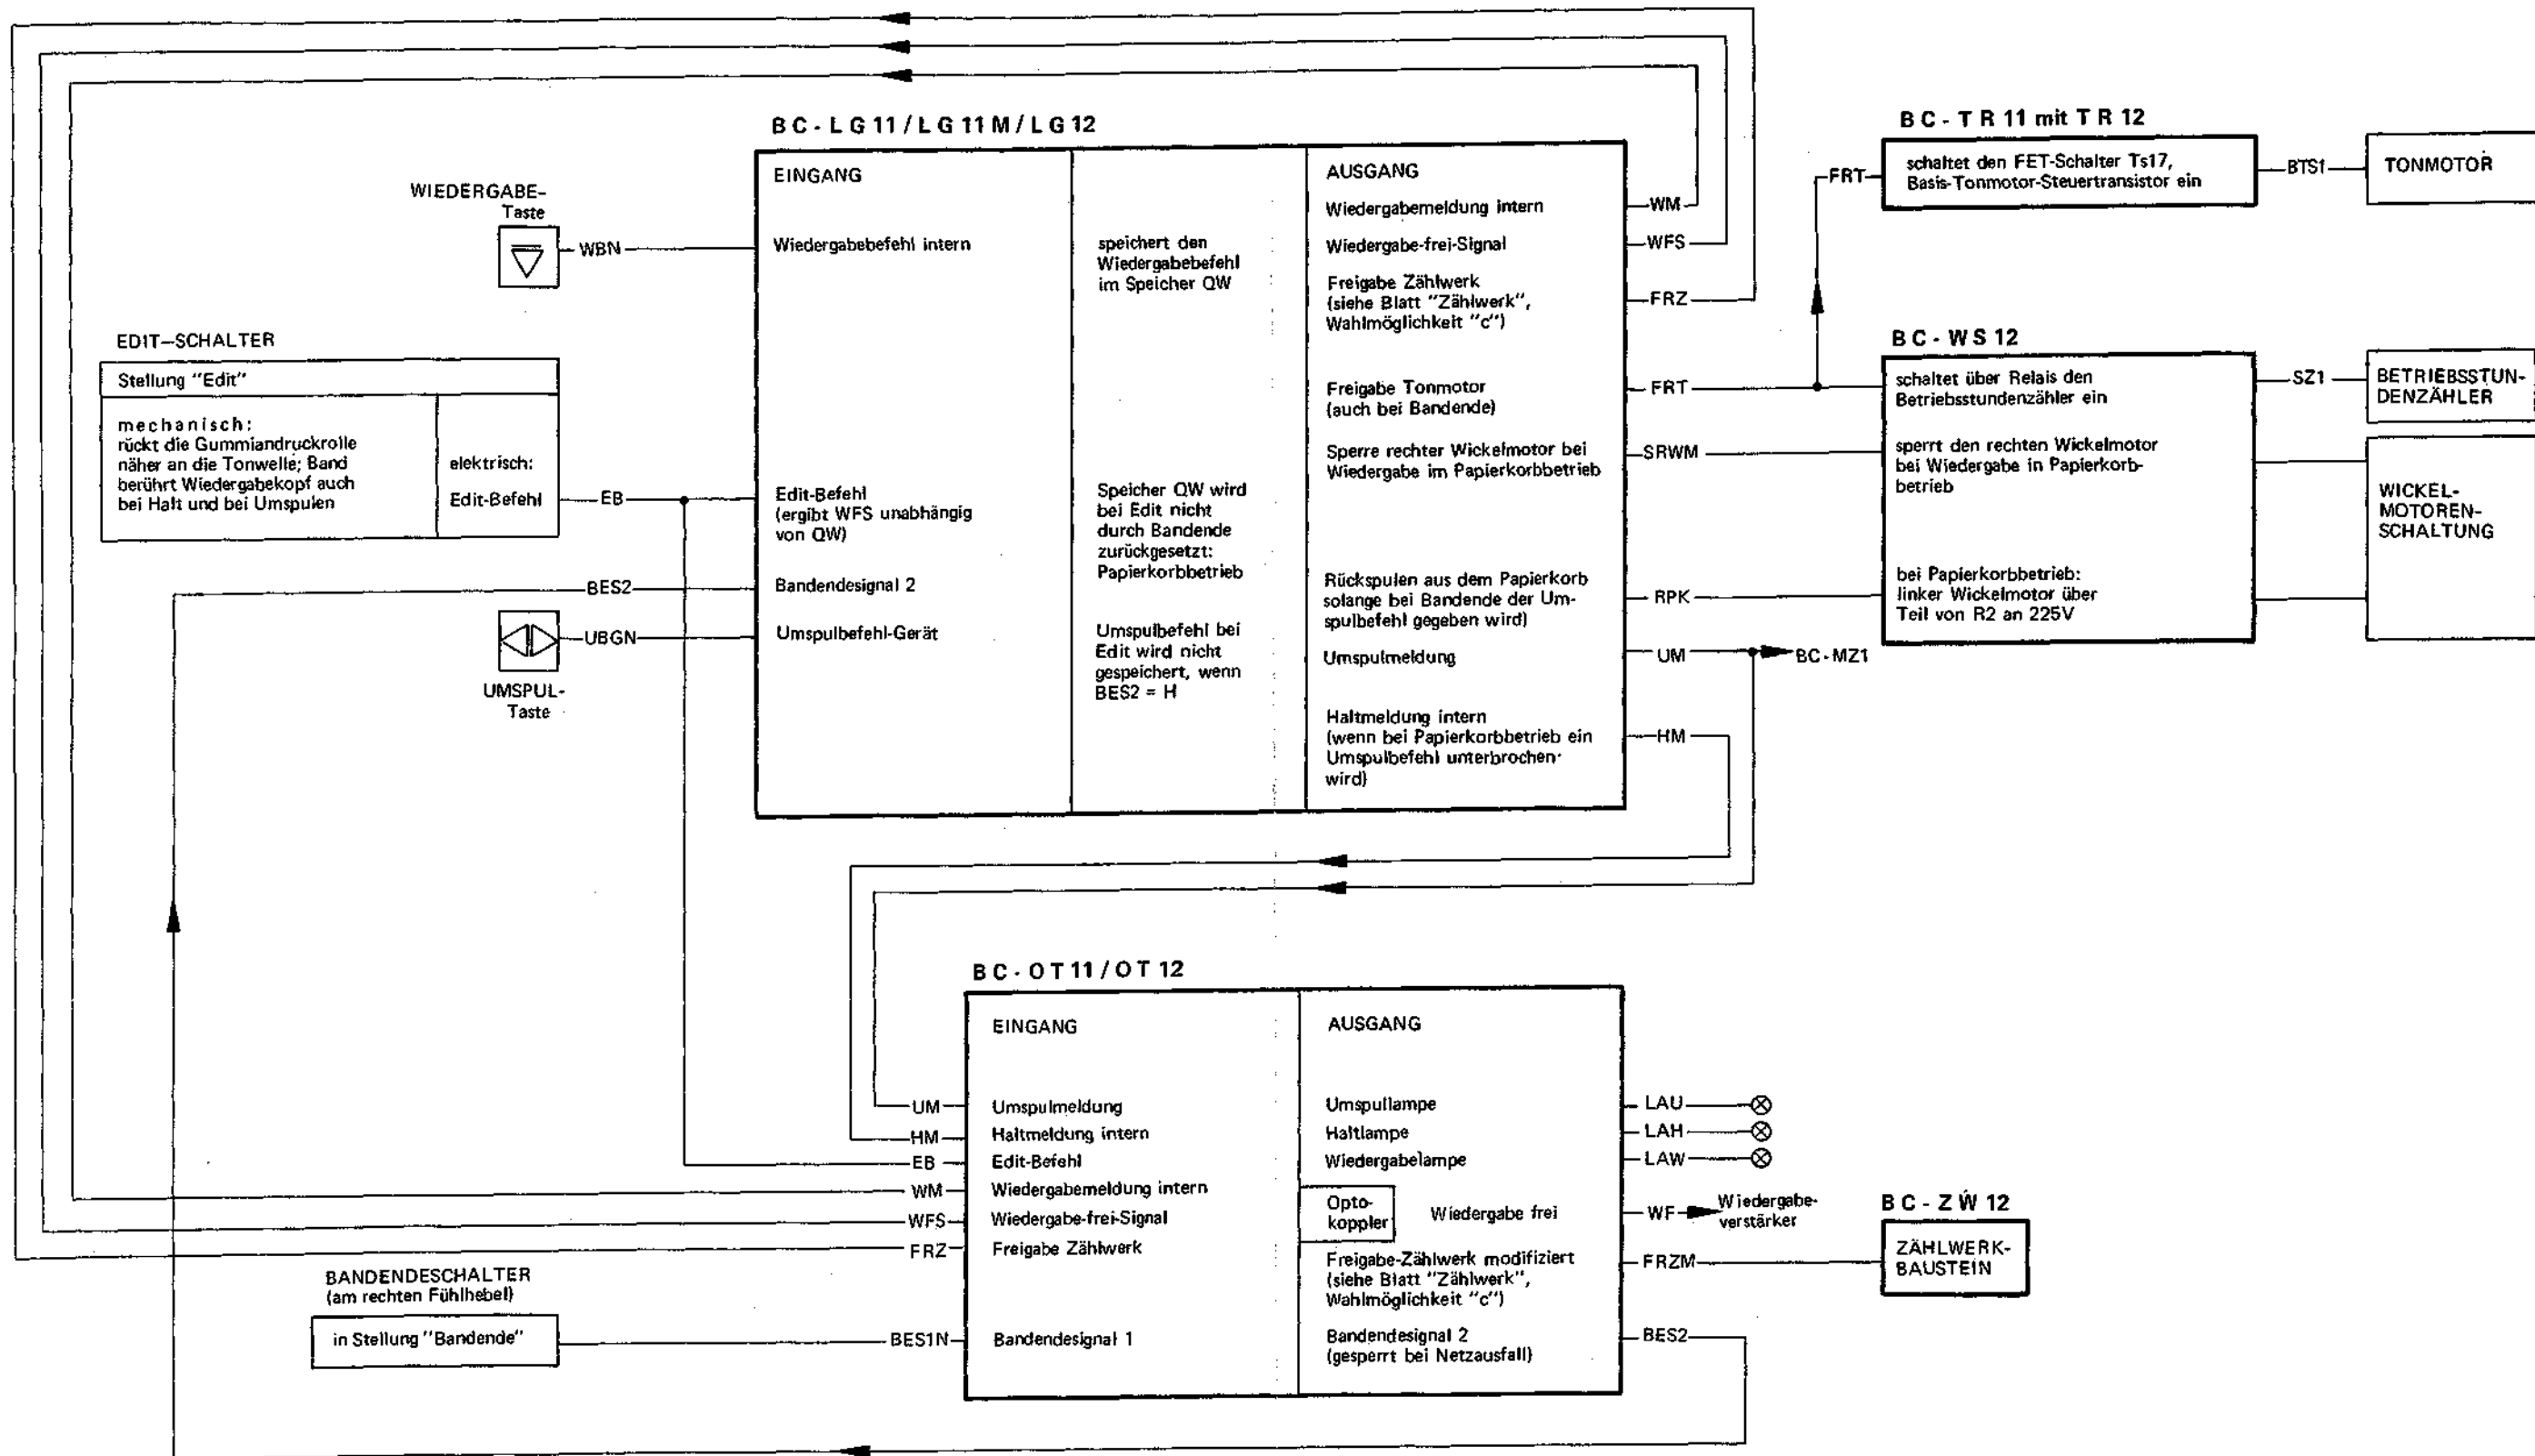 BC-LG11/LG11M/LG12
WIEDERGABE-
Taste
WBN
EDIT-SCHALTER
Stellung "Edit"
mechanisch:
rückt die Gummiandruckrolle
näher an die Tonwelle; Band
berührt Wiedergabekopf auch
bei Halt und bei Umspulen
elektrisch:
Edit-Befehl
EB
BES2
UBGN
UMSPUL-
Taste
EINGANG
Wiedergabebefehl intern
Edit-Befehl
(ergibt WFS unabhängig
von QW)
Bandendesignal 2
Umspulbefehl-Gerät
speichert den
Wiedergabebefehl
im Speicher QW
Speicher QW wird
bei Edit nicht
durch Bandende
zurückgesetzt:
Papierkorbbetrieb
Umspulbefehl bei
Edit wird nicht
gespeichert, wenn
BES2 = H
AUSGANG
Wiedergabemeldung intern
Wiedergabe-frei-Signal
Freigabe Zählwerk
(siehe Blatt "Zählwerk",
Wahlmöglichkeit "c")
Freigabe Tonmotor
(auch bei Bandende)
Sperre rechter Wickelmotor bei
Wiedergabe im Papierkorbbetrieb
Rückspulen aus dem Papierkorb
solange bei Bandende der Um-
spulbefehl gegeben wird)
Umspulmeldung
Haltmeldung intern
(wenn bei Papierkorbbetrieb ein
Umspulbefehl unterbrochen
wird)
WM
WFS
FRZ
FRT
SRWM
RPK
UM
BC-MZ1
HM
BC-TR 11 mit TR 12
FRT
schaltet den FET-Schalter Ts17,
Basis-Tonmotor-Steuertransistor ein
BTS1
TONMOTOR
BC-WS 12
schaltet über Relais den
Betriebsstundenzähler ein
sperrt den rechten Wickelmotor
bei Wiedergabe in Papierkorb-
betrieb
bei Papierkorbbetrieb:
linker Wickelmotor über
Teil von R2 an 225V
SZ1
BETRIEBSSTUN-
DENZÄHLER
WICKEL-
MOTOREN-
SCHALTUNG
BC-OT11/OT12
EINGANG
UM
Umspulmeldung
HM
Haltmeldung intern
EB
Edit-Befehl
WM
Wiedergabemeldung intern
WFS
Wiedergabe-frei-Signal
FRZ
Freigabe Zählwerk
BANDENDESCHALTER
(am rechten Fühlhebel)
in Stellung "Bandende"
BES1N
Bandendesignal 1
AUSGANG
Umspullampe
LAU
Haltlampe
LAH
Wiedergabelampe
LAW
Opto-
koppler
Wiedergabe frei
WF
Wiedergabe-
verstärker
Freigabe-Zählwerk modifiziert
(siehe Blatt "Zählwerk",
Wahlmöglichkeit "c")
FRZM
Bandendesignal 2
(gesperrt bei Netzausfall)
BES2
BC-ZW 12
ZÄHLWERK-
BAUSTEIN